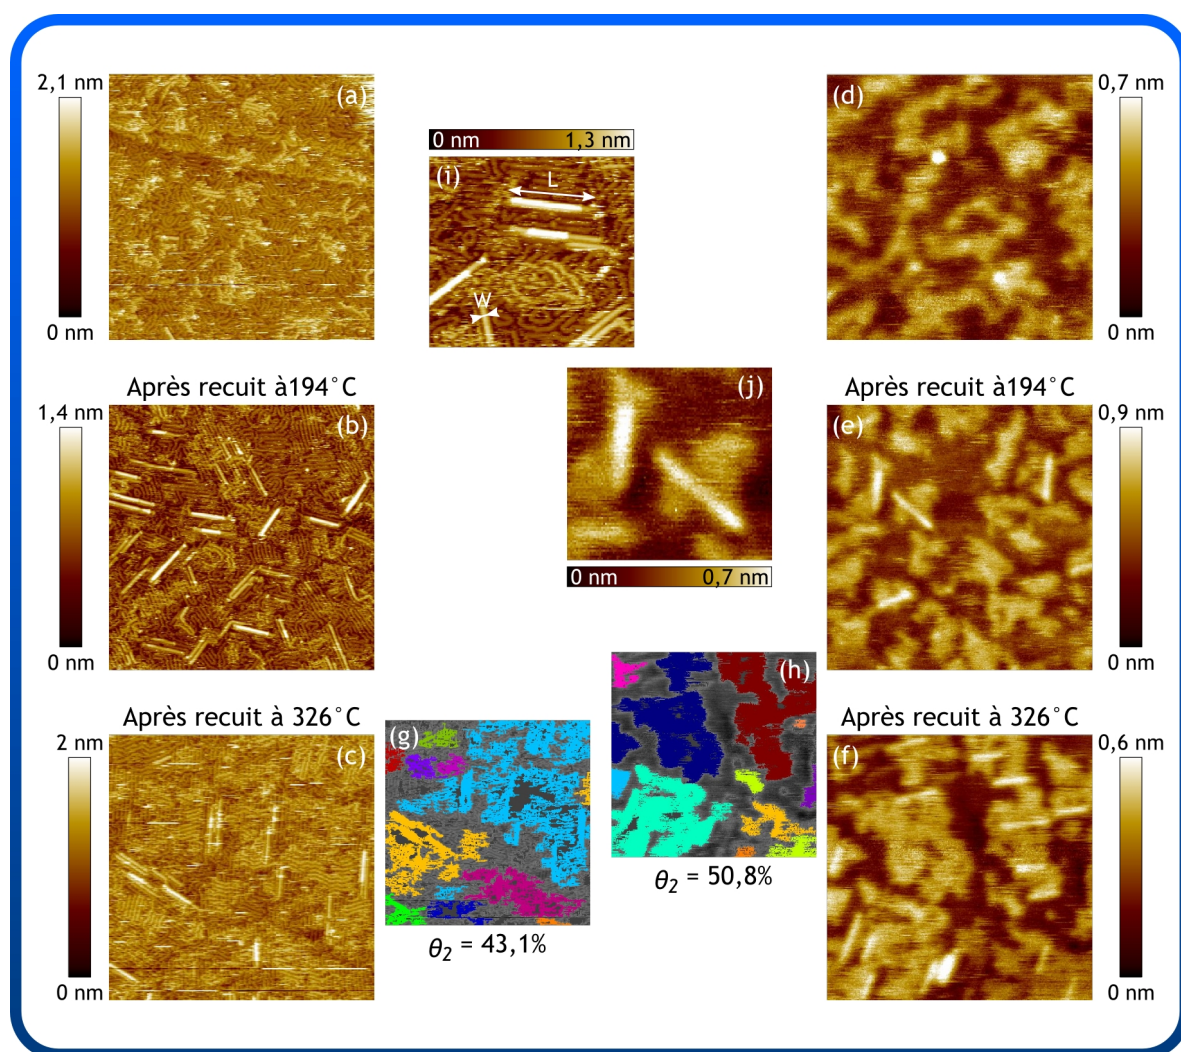 2,1 nm
(a)
0 nm
0 nm 1,3 nm
(i)
L
W
(d)
0,7 nm
0 nm
Après recuit à194°C
1,4 nm
(b)
0 nm
(j)
0 nm 0,7 nm
Après recuit à194°C
(e)
0,9 nm
0 nm
Après recuit à 326°C
2 nm
(c)
0 nm
(g)
θ2 = 43,1%
(h)
θ2 = 50,8%
Après recuit à 326°C
(f)
0,6 nm
0 nm